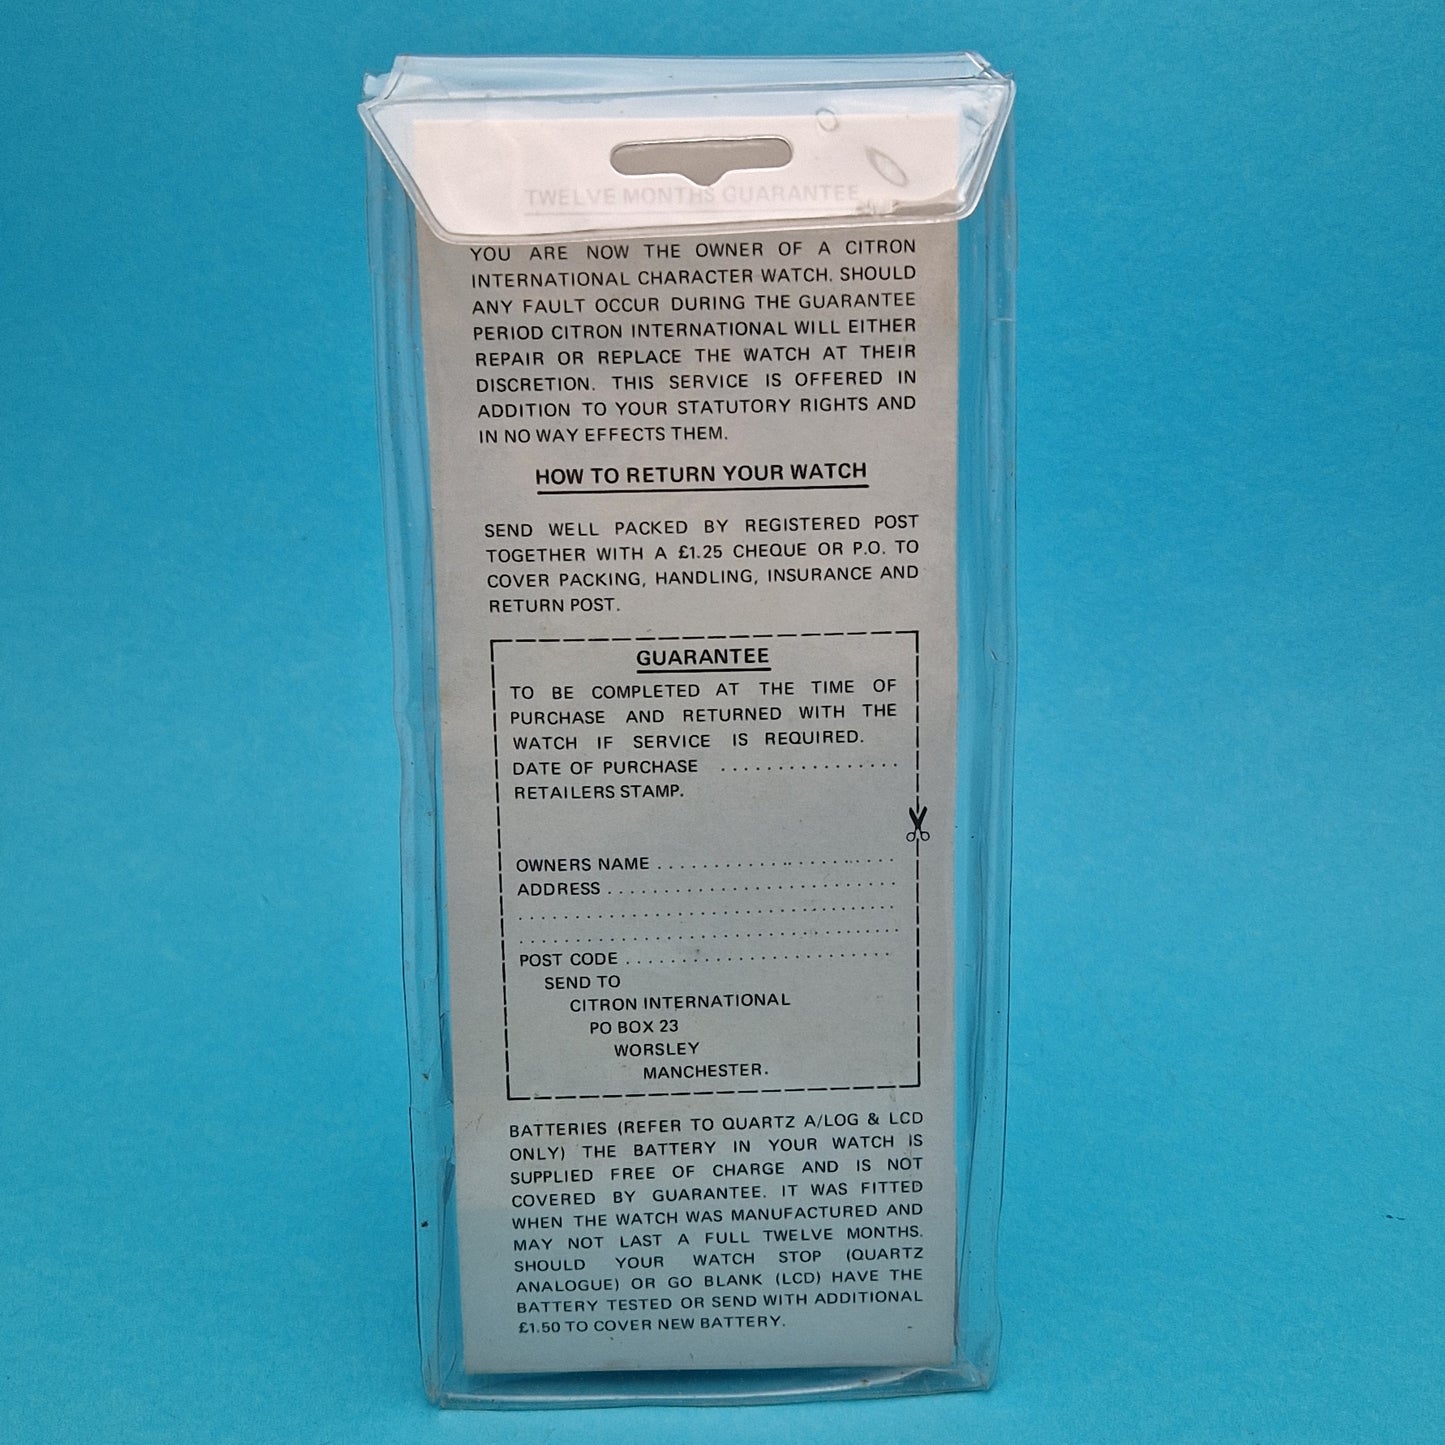 TWELVE MONTHS GUARANTEE
YOU ARE NOW THE OWNER OF A CITRON
INTERNATIONAL CHARACTER WATCH. SHOULD
ANY FAULT OCCUR DURING THE GUARANTEE
PERIOD CITRON INTERNATIONAL WILL EITHER
REPAIR OR REPLACE THE WATCH AT THEIR
DISCRETION. THIS SERVICE IS OFFERED IN
ADDITION TO YOUR STATUTORY RIGHTS AND
IN NO WAY EFFECTS THEM.
HOW TO RETURN YOUR WATCH
SEND WELL PACKED BY REGISTERED POST
TOGETHER WITH A £1.25 CHEQUE OR P.O. TO
COVER PACKING, HANDLING, INSURANCE AND
RETURN POST.
GUARANTEE
TO BE COMPLETED AT THE TIME OF
PURCHASE AND RETURNED WITH THE
WATCH IF SERVICE IS REQUIRED.
DATE OF PURCHASE ................
RETAILERS STAMP.
OWNERS NAME ......................
ADDRESS ..........................
..................................
..................................
POST CODE ........................
SEND TO
CITRON INTERNATIONAL
PO BOX 23
WORSLEY
MANCHESTER.
BATTERIES (REFER TO QUARTZ A/LOG & LCD
ONLY) THE BATTERY IN YOUR WATCH IS
SUPPLIED FREE OF CHARGE AND IS NOT
COVERED BY GUARANTEE. IT WAS FITTED
WHEN THE WATCH WAS MANUFACTURED AND
MAY NOT LAST A FULL TWELVE MONTHS.
SHOULD YOUR WATCH STOP (QUARTZ
ANALOGUE) OR GO BLANK (LCD) HAVE THE
BATTERY TESTED OR SEND WITH ADDITIONAL
£1.50 TO COVER NEW BATTERY.